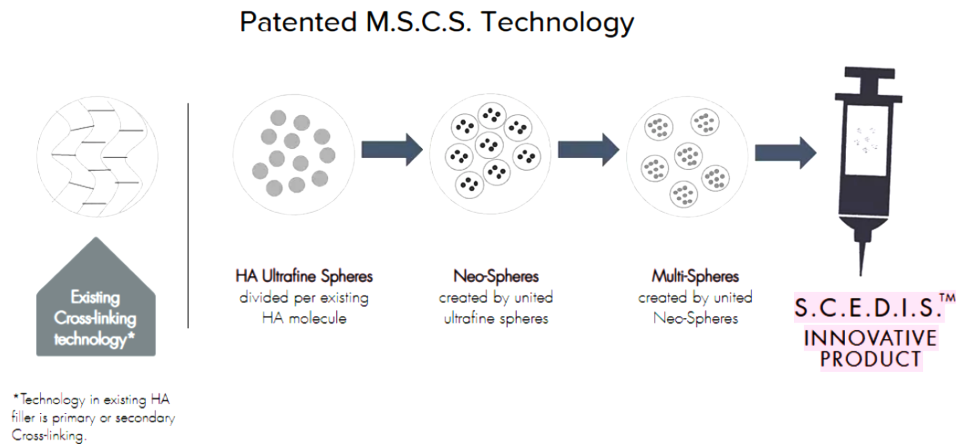 Patented M.S.C.S. Technology
Existing
Cross-linking
technology*
HA Ultrafine Spheres
divided per existing
HA molecule
Neo-Spheres
created by united
ultrafine spheres
Multi-Spheres
created by united
Neo-Spheres
S.C.E.D.I.S.™
INNOVATIVE
PRODUCT
*Technology in existing HA
filler is primary or secondary
Cross-linking.